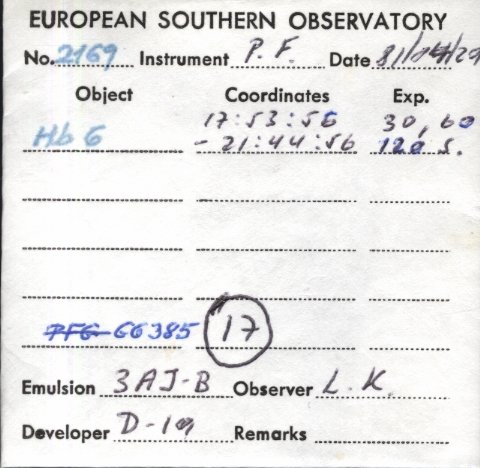 EUROPEAN SOUTHERN OBSERVATORY
No. 2169 Instrument P.F. Date
Object Coordinates Exp.
17:53:56 30, 60
Hb 6 - 21:44:56 120 s.
PFG GG385 17
Emulsion 3AJ-B Observer L.K.
Developer D-19 Remarks